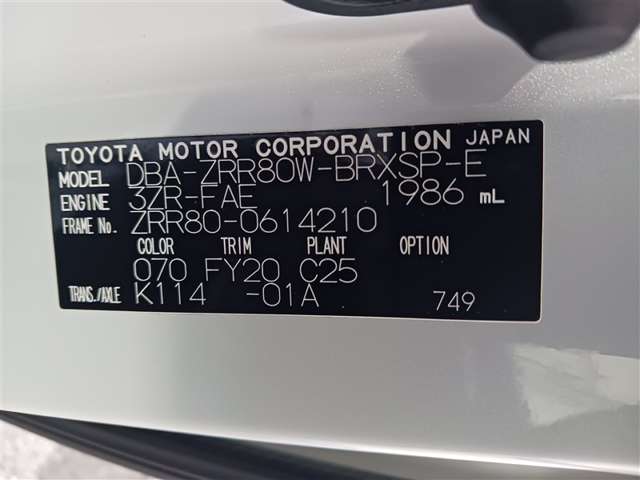 TOYOTA MOTOR CORPORATION JAPAN
MODEL DBA-ZRR80W-BRXSP-E
ENGINE 3ZR-FAE 1986 mL
FRAME No. ZRR80-0614210
COLOR TRIM PLANT OPTION
070 FY20 C25
TRANS./AXLE K114 -01A 749